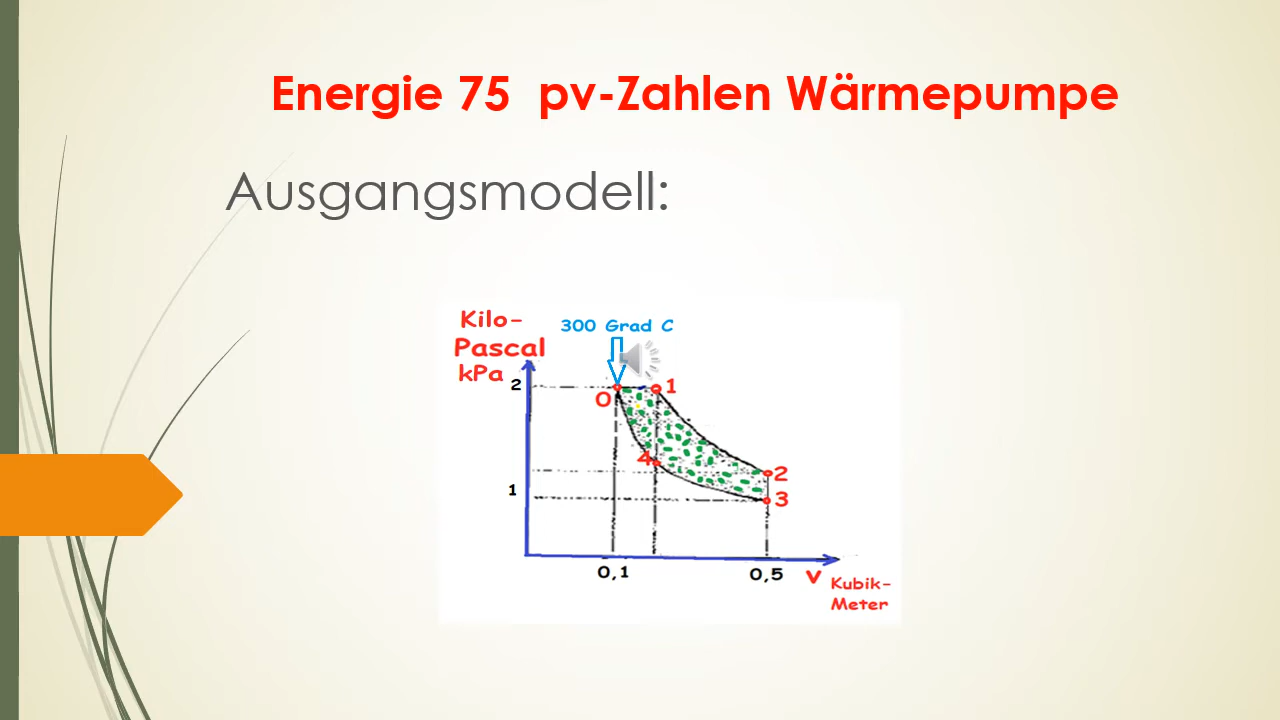 Energie 75 pv-Zahlen Wärmepumpe
Ausgangsmodell:
Kilo-
Pascal
kPa
300 Grad C
2
0
1
4
2
1
3
0,1
0,5
v
Kubik-
Meter